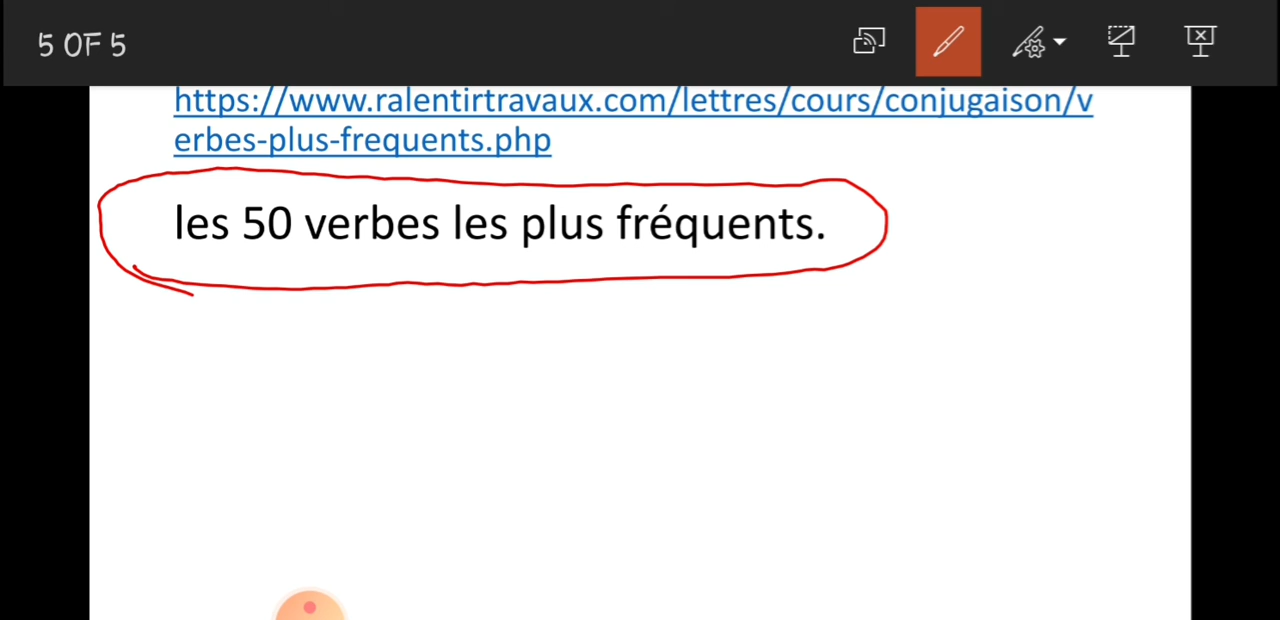 5 OF 5
https://www.ralentirtravaux.com/lettres/cours/conjugaison/v
erbes-plus-frequents.php
les 50 verbes les plus fréquents.